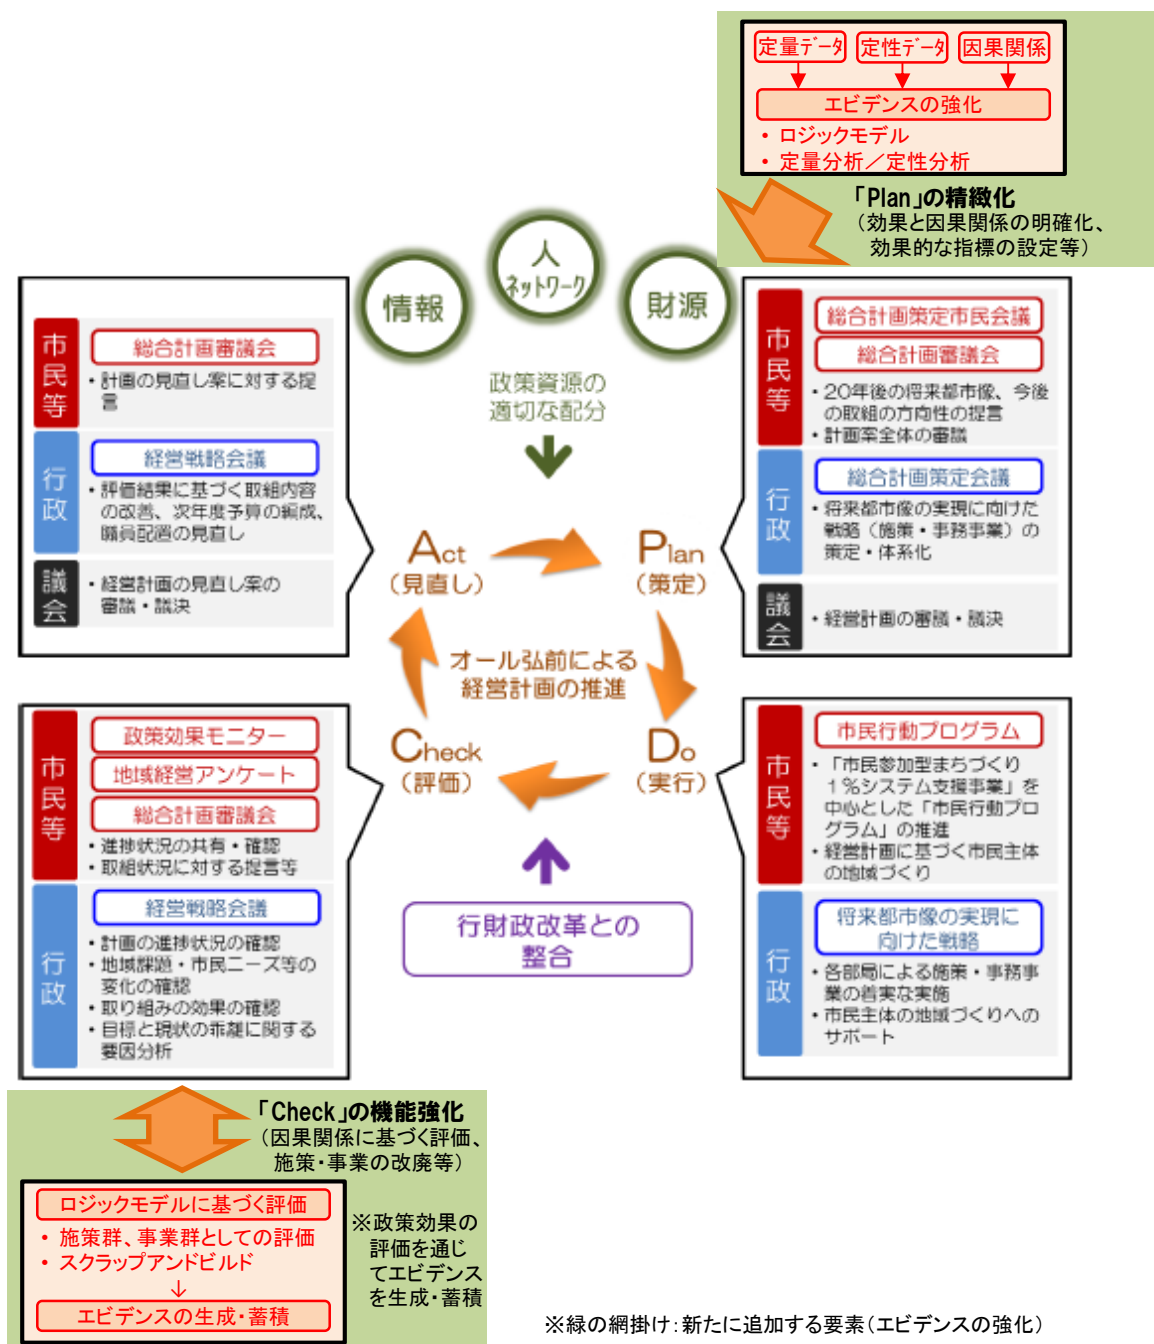 定量データ
定性データ
因果関係
エビデンスの強化
• ロジックモデル
• 定量分析／定性分析
「Plan」の精緻化
（効果と因果関係の明確化、
効果的な指標の設定等）
情報
人
ネットワーク
財源
政策資源の
適切な配分
市民等
総合計画審議会
・計画の見直し案に対する提
言
行政
経営戦略会議
・評価結果に基づく取組内容
の改善、次年度予算の編成、
職員配置の見直し
議会
・経営計画の見直し案の
審議・議決
市民等
総合計画策定市民会議
総合計画審議会
・20年後の将来都市像、今後
の取組の方向性の提言
・計画案全体の審議
行政
総合計画策定会議
・将来都市像の実現に向けた
戦略（施策・事務事業）の
策定・体系化
議会
・経営計画の審議・議決
Act
（見直し）
Plan
（策定）
オール弘前による
経営計画の推進
Check
（評価）
Do
（実行）
行財政改革との
整合
市民等
政策効果モニター
地域経営アンケート
総合計画審議会
・進捗状況の共有・確認
・取組状況に対する提言等
行政
経営戦略会議
・計画の進捗状況の確認
・地域課題・市民ニーズ等の
変化の確認
・取り組みの効果の確認
・目標と現状の乖離に関する
要因分析
市民等
市民行動プログラム
・「市民参加型まちづくり
１％システム支援事業」を
中心とした「市民行動プロ
グラム」の推進
・経営計画に基づく市民主体
の地域づくり
行政
将来都市像の実現に
向けた戦略
・各部局による施策・事務事
業の着実な実施
・市民主体の地域づくりへの
サポート
「Check」の機能強化
（因果関係に基づく評価、
施策・事業の改廃等）
ロジックモデルに基づく評価
• 施策群、事業群としての評価
• スクラップアンドビルド
↓
エビデンスの生成・蓄積
※政策効果の
評価を通じ
てエビデンス
を生成・蓄積
※緑の網掛け：新たに追加する要素（エビデンスの強化）